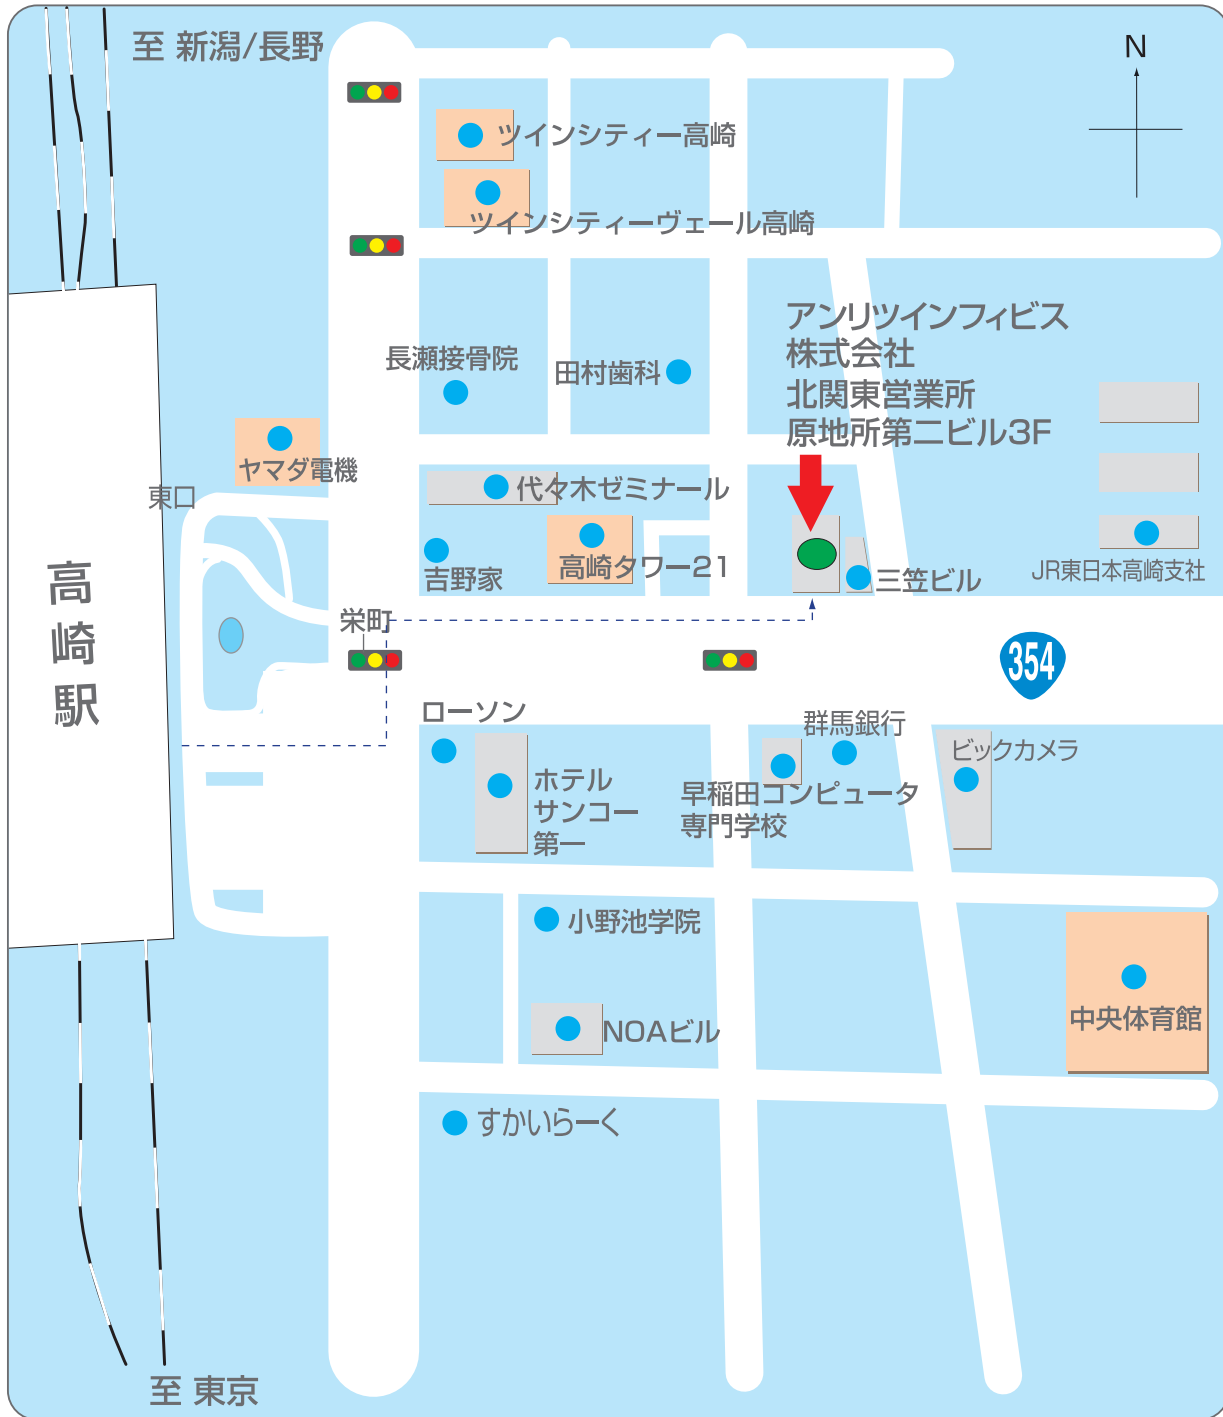 至 新潟/長野
N
ツインシティー高崎
ツインシティーヴェール高崎
アンリツインフィビス
株式会社
北関東営業所
原地所第二ビル3F
長瀬接骨院
田村歯科
ヤマダ電機
東口
代々木ゼミナール
吉野家
高崎タワー21
三笠ビル
JR東日本高崎支社
高崎駅
栄町
354
ローソン
群馬銀行
ビックカメラ
ホテル
サンコー
第一
早稲田コンピュータ
専門学校
小野池学院
NOAビル
中央体育館
すかいらーく
至 東京